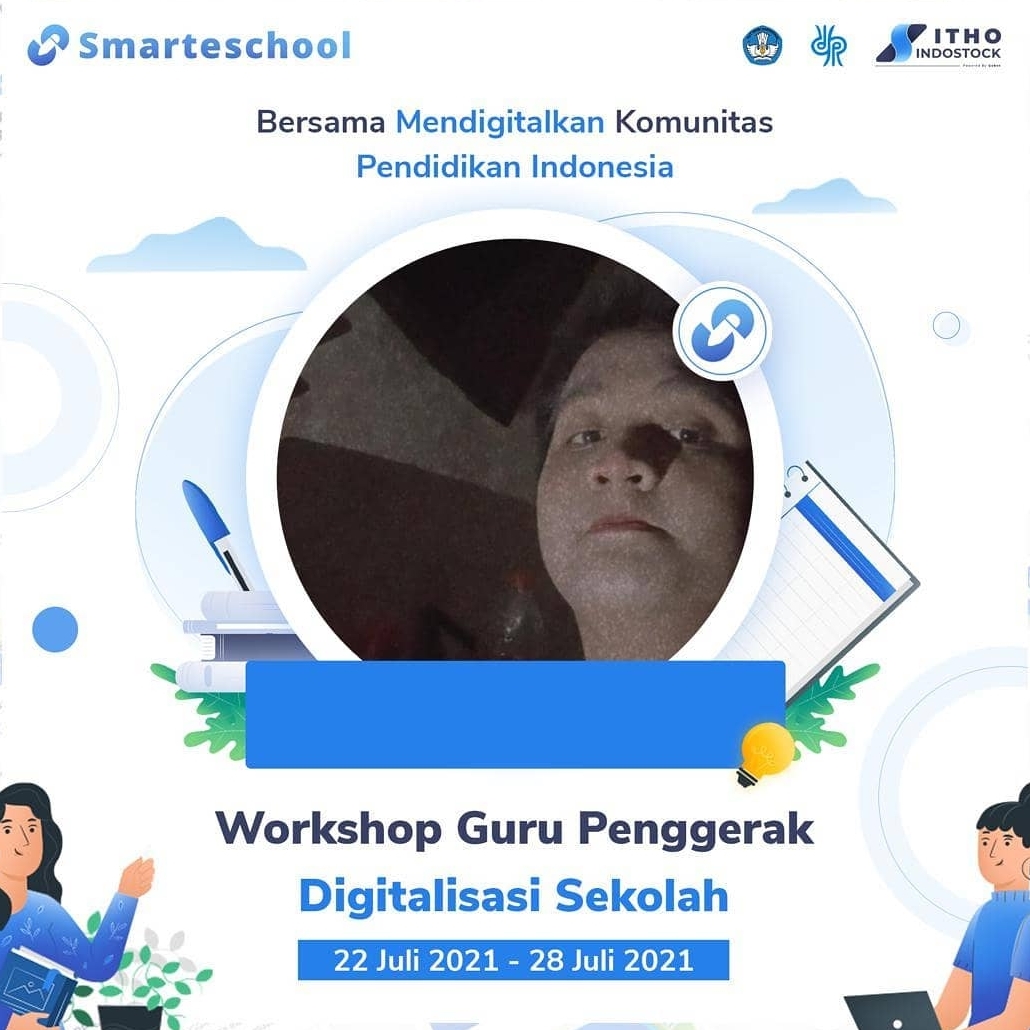 Smarteschool
ITHO
INDOSTOCK
Bersama Mendigitalkan Komunitas
Pendidikan Indonesia
Workshop Guru Penggerak
Digitalisasi Sekolah
22 Juli 2021 - 28 Juli 2021